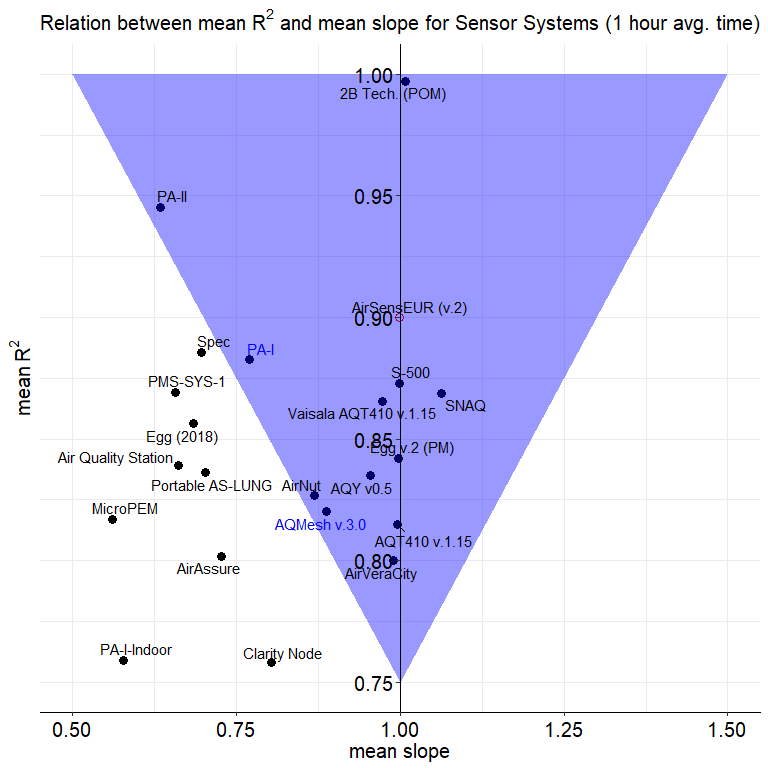 Relation between mean R² and mean slope for Sensor Systems (1 hour avg. time)
1.00
2B Tech. (POM)
PA-II
0.95
AirSensEUR (v.2)
0.90
Spec
PA-I
S-500
PMS-SYS-1
SNAQ
Vaisala AQT410 v.1.15
Egg (2018)
0.85
Egg v.2 (PM)
Air Quality Station
Portable AS-LUNG
AirNut
AQY v0.5
MicroPEM
AQMesh v.3.0
AQT410 v.1.15
AirAssure
0.80
AirVeraCity
PA-I-Indoor
Clarity Node
0.75
mean R²
0.50
0.75
1.00
1.25
1.50
mean slope